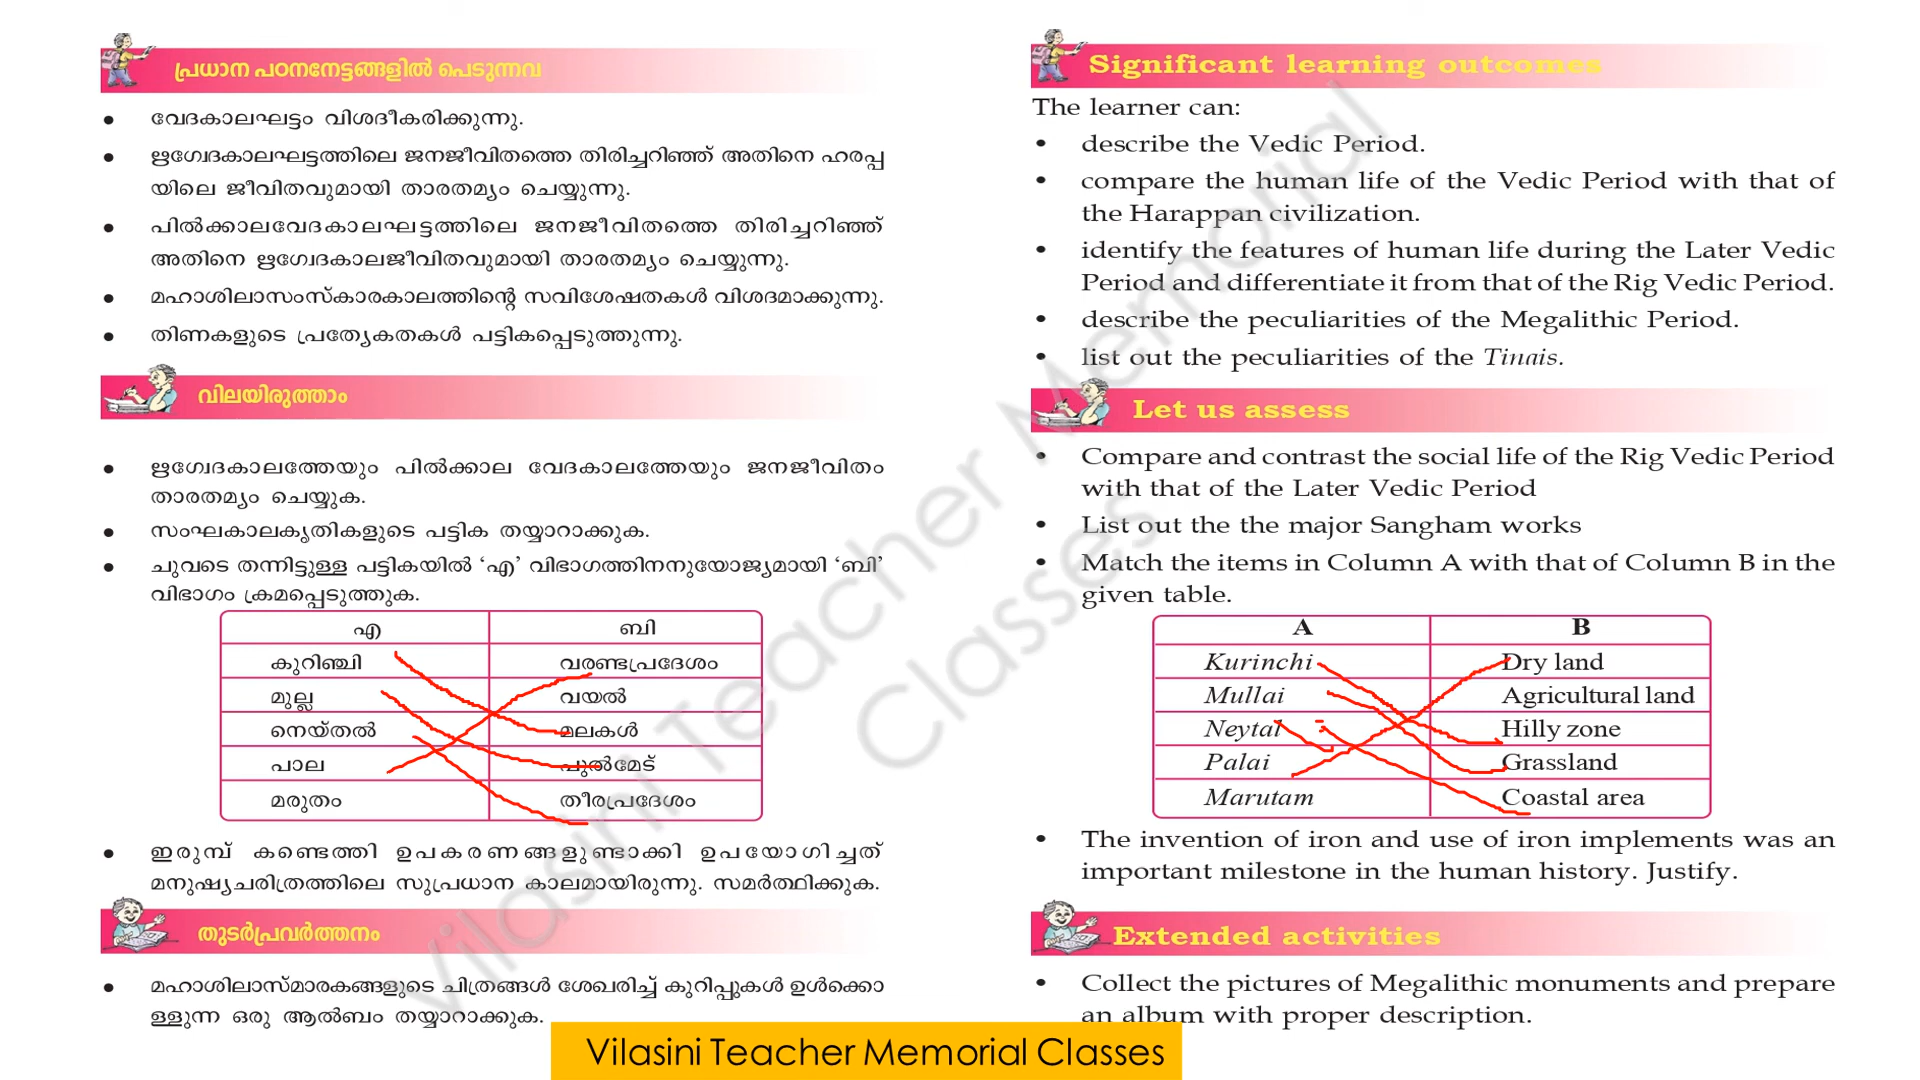 പ്രധാന പഠനനേട്ടങ്ങളിൽ പെടുന്നവ
• വേദകാലഘട്ടം വിശദീകരിക്കുന്നു.
• ഋഗ്വേദകാലഘട്ടത്തിലെ ജനജീവിതത്തെ തിരിച്ചറിഞ്ഞ് അതിനെ ഹരപ്പ
യിലെ ജീവിതവുമായി താരതമ്യം ചെയ്യുന്നു.
• പിൽക്കാലവേദകാലഘട്ടത്തിലെ ജനജീവിതത്തെ തിരിച്ചറിഞ്ഞ്
അതിനെ ഋഗ്വേദകാലജീവിതവുമായി താരതമ്യം ചെയ്യുന്നു.
• മഹാശിലാസംസ്കാരകാലത്തിന്റെ സവിശേഷതകൾ വിശദമാക്കുന്നു.
• തിണകളുടെ പ്രത്യേകതകൾ പട്ടികപ്പെടുത്തുന്നു.
വിലയിരുത്താം
• ഋഗ്വേദകാലത്തേയും പിൽക്കാല വേദകാലത്തേയും ജനജീവിതം
താരതമ്യം ചെയ്യുക.
• സംഘകാലകൃതികളുടെ പട്ടിക തയ്യാറാക്കുക.
• ചുവടെ തന്നിട്ടുള്ള പട്ടികയിൽ ‘എ’ വിഭാഗത്തിനനുയോജ്യമായി ‘ബി’
വിഭാഗം ക്രമപ്പെടുത്തുക.
എ ബി
കുറിഞ്ചി വരണ്ടപ്രദേശം
മുല്ല വയൽ
നെയ്തൽ മലകൾ
പാല പുൽമേട്
മരുതം തീരപ്രദേശം
• ഇരുമ്പ് കണ്ടെത്തി ഉപകരണങ്ങളുണ്ടാക്കി ഉപയോഗിച്ചത്
മനുഷ്യചരിത്രത്തിലെ സുപ്രധാന കാലമായിരുന്നു. സമർത്ഥിക്കുക.
തുടർപ്രവർത്തനം
• മഹാശിലാസ്മാരകങ്ങളുടെ ചിത്രങ്ങൾ ശേഖരിച്ച് കുറിപ്പുകൾ ഉൾക്കൊ
ള്ളുന്ന ഒരു ആൽബം തയ്യാറാക്കുക.
Significant learning outcomes
The learner can:
• describe the Vedic Period.
• compare the human life of the Vedic Period with that of
the Harappan civilization.
• identify the features of human life during the Later Vedic
Period and differentiate it from that of the Rig Vedic Period.
• describe the peculiarities of the Megalithic Period.
• list out the peculiarities of the Tinais.
Let us assess
• Compare and contrast the social life of the Rig Vedic Period
with that of the Later Vedic Period
• List out the the major Sangham works
• Match the items in Column A with that of Column B in the
given table.
A B
Kurinchi Dry land
Mullai Agricultural land
Neytal Hilly zone
Palai Grassland
Marutam Coastal area
• The invention of iron and use of iron implements was an
important milestone in the human history. Justify.
Extended activities
• Collect the pictures of Megalithic monuments and prepare
an album with proper description.
Vilasini Teacher Memorial
Classes
Vilasini Teacher Memorial Classes